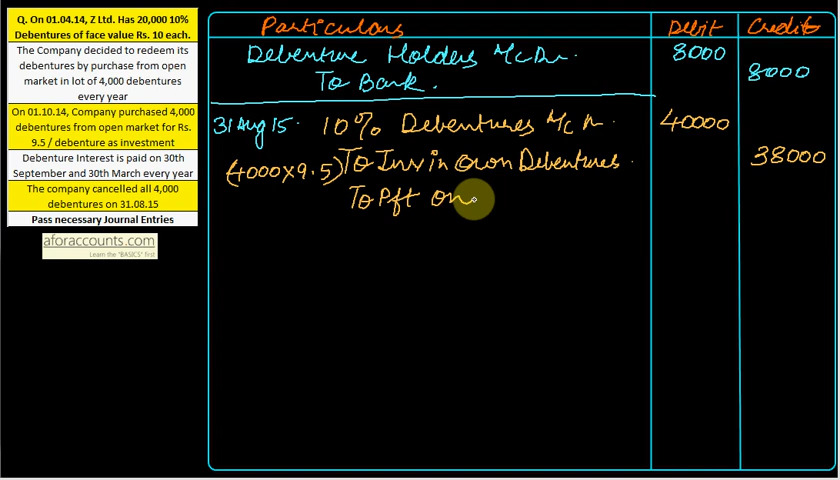 Q. On 01.04.14, Z Ltd. Has 20,000 10%
Debentures of face value Rs. 10 each.
The Company decided to redeem its
debentures by purchase from open
market in lot of 4,000 debentures
every year
On 01.10.14, Company purchased 4,000
debentures from open market for Rs.
9.5 / debenture as investment
Debenture Interest is paid on 30th
September and 30th March every year
The company cancelled all 4,000
debentures on 31.08.15
Pass necessary Journal Entries
aforaccounts.com
Learn the "BASICS" first
Particulars Debit Credit
Debenture Holders A/c Dr. 8000
To Bank. 8000
31 Aug 15. 10% Debentures A/c Dr. 40000
(4000x9.5) To Inv in own Debentures 38000
To Pft on